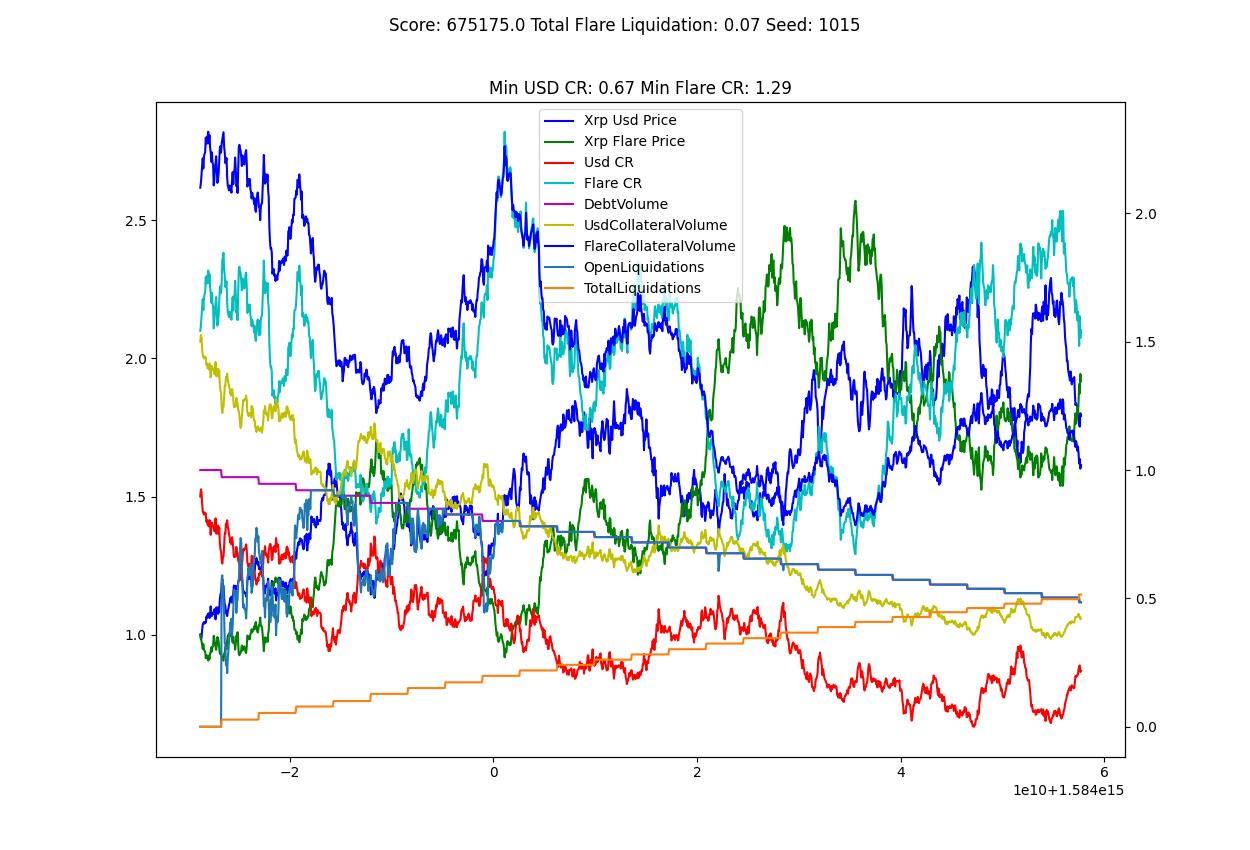 Score: 675175.0 Total Flare Liquidation: 0.07 Seed: 1015
Min USD CR: 0.67 Min Flare CR: 1.29
Xrp Usd Price
Xrp Flare Price
Usd CR
Flare CR
DebtVolume
UsdCollateralVolume
FlareCollateralVolume
OpenLiquidations
TotalLiquidations
2.5
2.0
1.5
1.0
2.0
1.5
1.0
0.5
0.0
−2
0
2
4
6
1e10+1.584e15